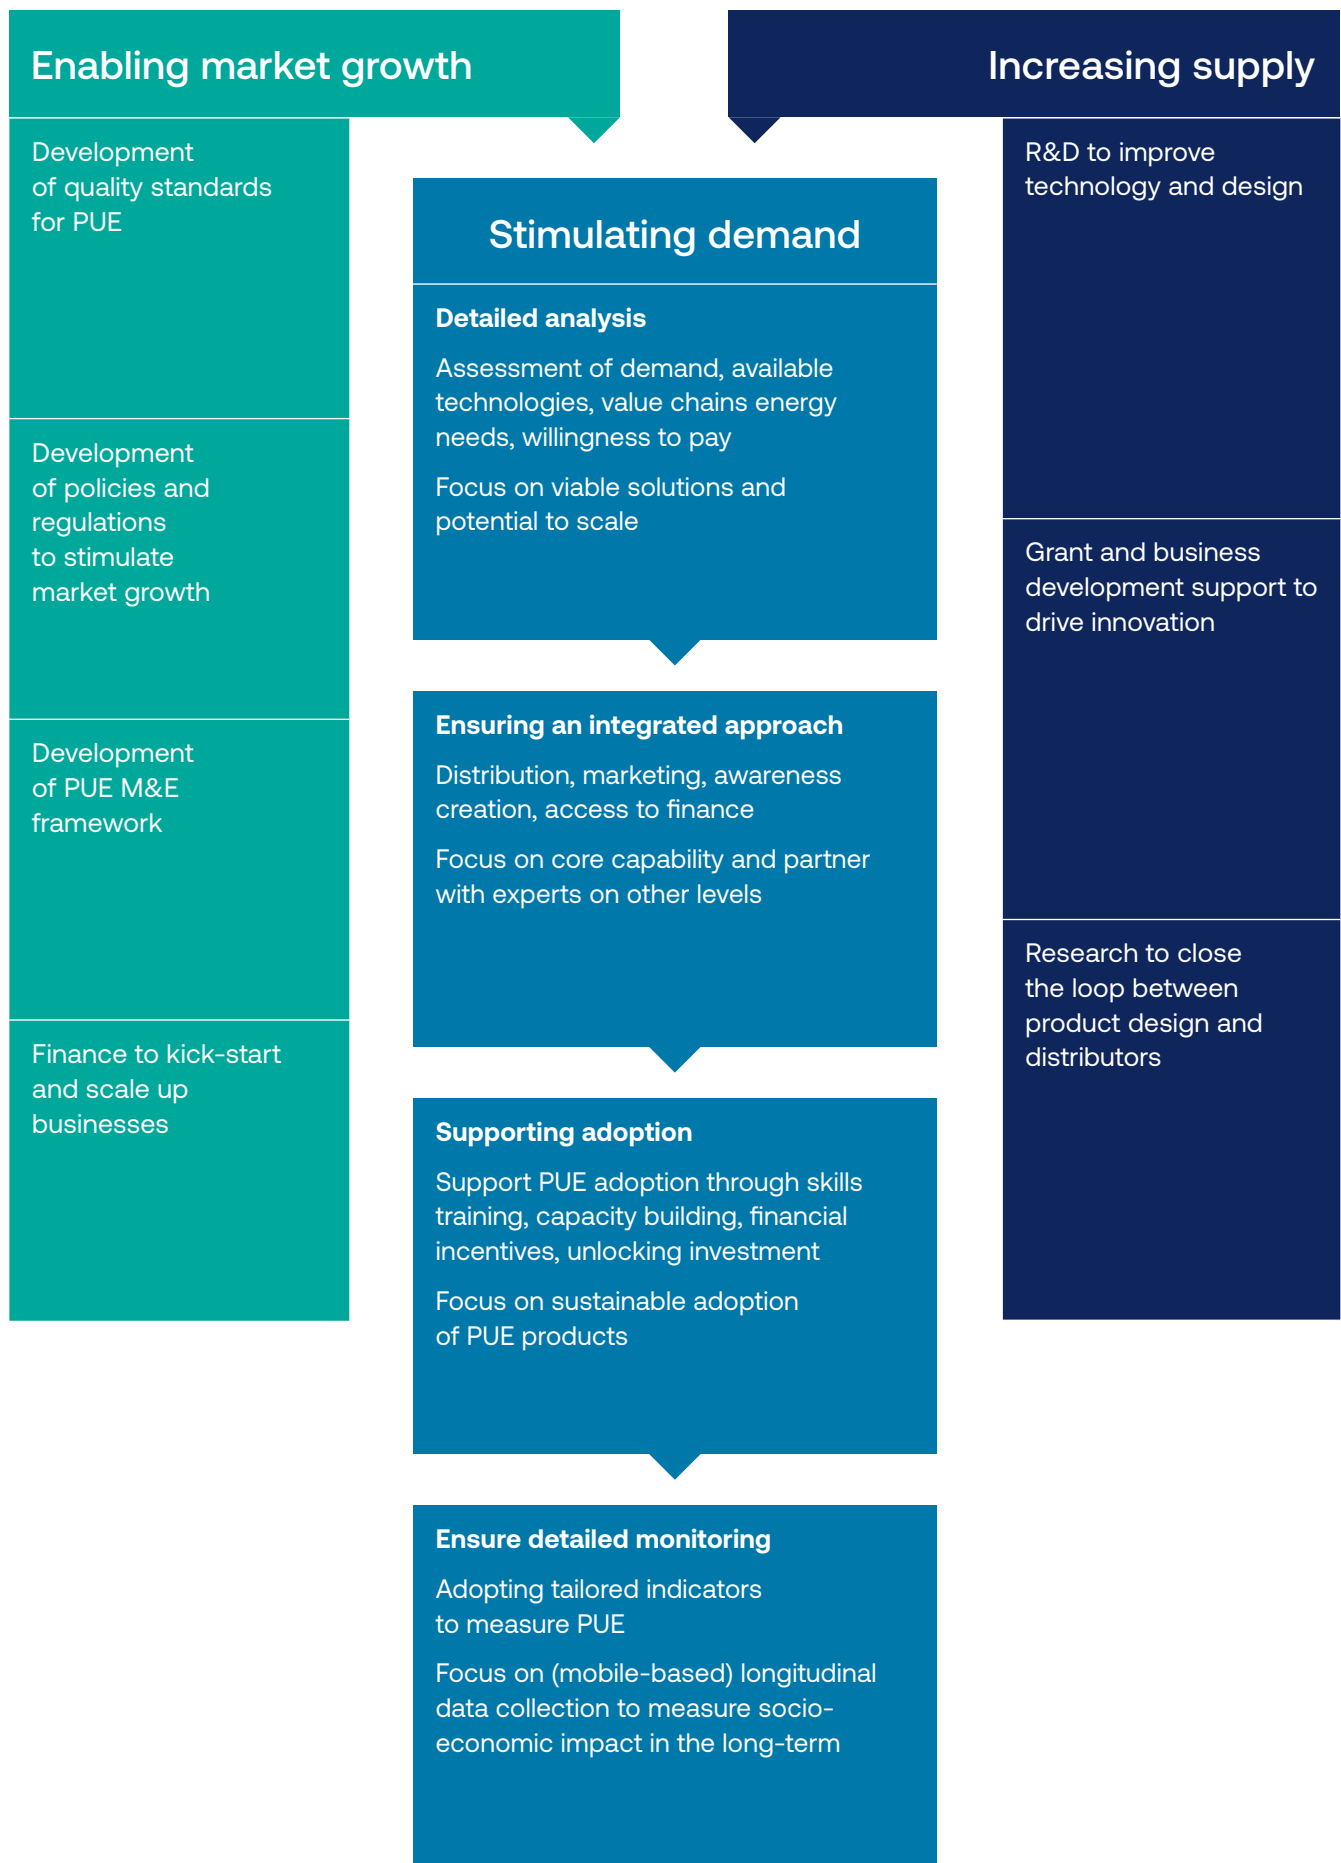 Enabling market growth
Development
of quality standards
for PUE
Development
of policies and
regulations
to stimulate
market growth
Development
of PUE M&E
framework
Finance to kick-start
and scale up
businesses
Stimulating demand
Detailed analysis
Assessment of demand, available
technologies, value chains energy
needs, willingness to pay
Focus on viable solutions and
potential to scale
Ensuring an integrated approach
Distribution, marketing, awareness
creation, access to finance
Focus on core capability and partner
with experts on other levels
Supporting adoption
Support PUE adoption through skills
training, capacity building, financial
incentives, unlocking investment
Focus on sustainable adoption
of PUE products
Ensure detailed monitoring
Adopting tailored indicators
to measure PUE
Focus on (mobile-based) longitudinal
data collection to measure socio-
economic impact in the long-term
Increasing supply
R&D to improve
technology and design
Grant and business
development support to
drive innovation
Research to close
the loop between
product design and
distributors